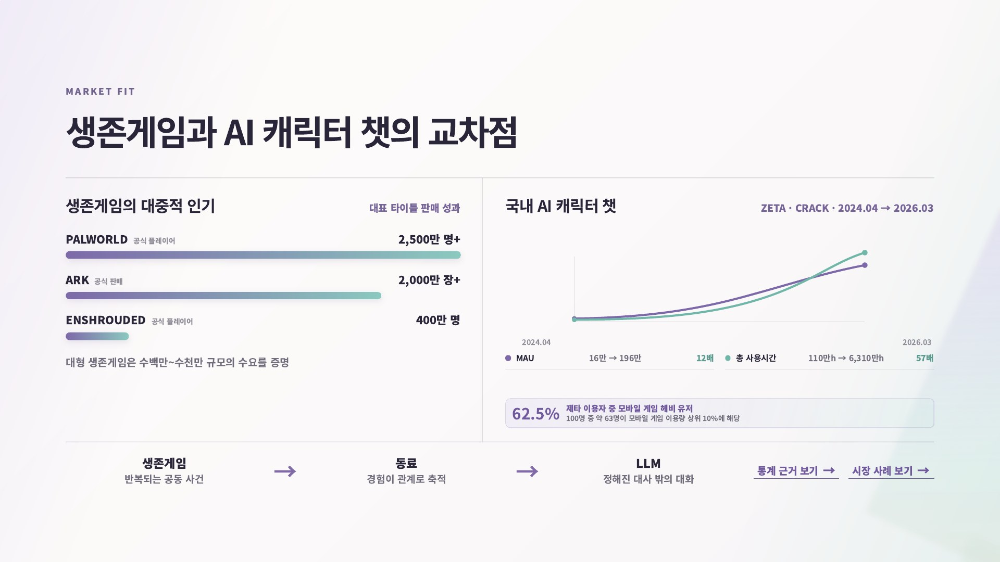 MARKET FIT
생존게임과 AI 캐릭터 챗의 교차점
생존게임의 대중적 인기
대표 타이틀 판매 성과
PALWORLD 공식 플레이어 2,500만 명+
ARK 공식 판매 2,000만 장+
ENSHROUDED 공식 플레이어 400만 명
대형 생존게임은 수백만~수천만 규모의 수요를 증명
국내 AI 캐릭터 챗
ZETA · CRACK · 2024.04 → 2026.03
2024.04 2026.03
MAU 16만 → 196만 12배
총 사용시간 110만h → 6,310만h 57배
62.5%
제타 이용자 중 모바일 게임 헤비 유저
100명 중 약 63명이 모바일 게임 이용량 상위 10%에 해당
생존게임
반복되는 공동 사건
→
동료
경험이 관계로 축적
→
LLM
정해진 대사 밖의 대화
통계 근거 보기 →
시장 사례 보기 →